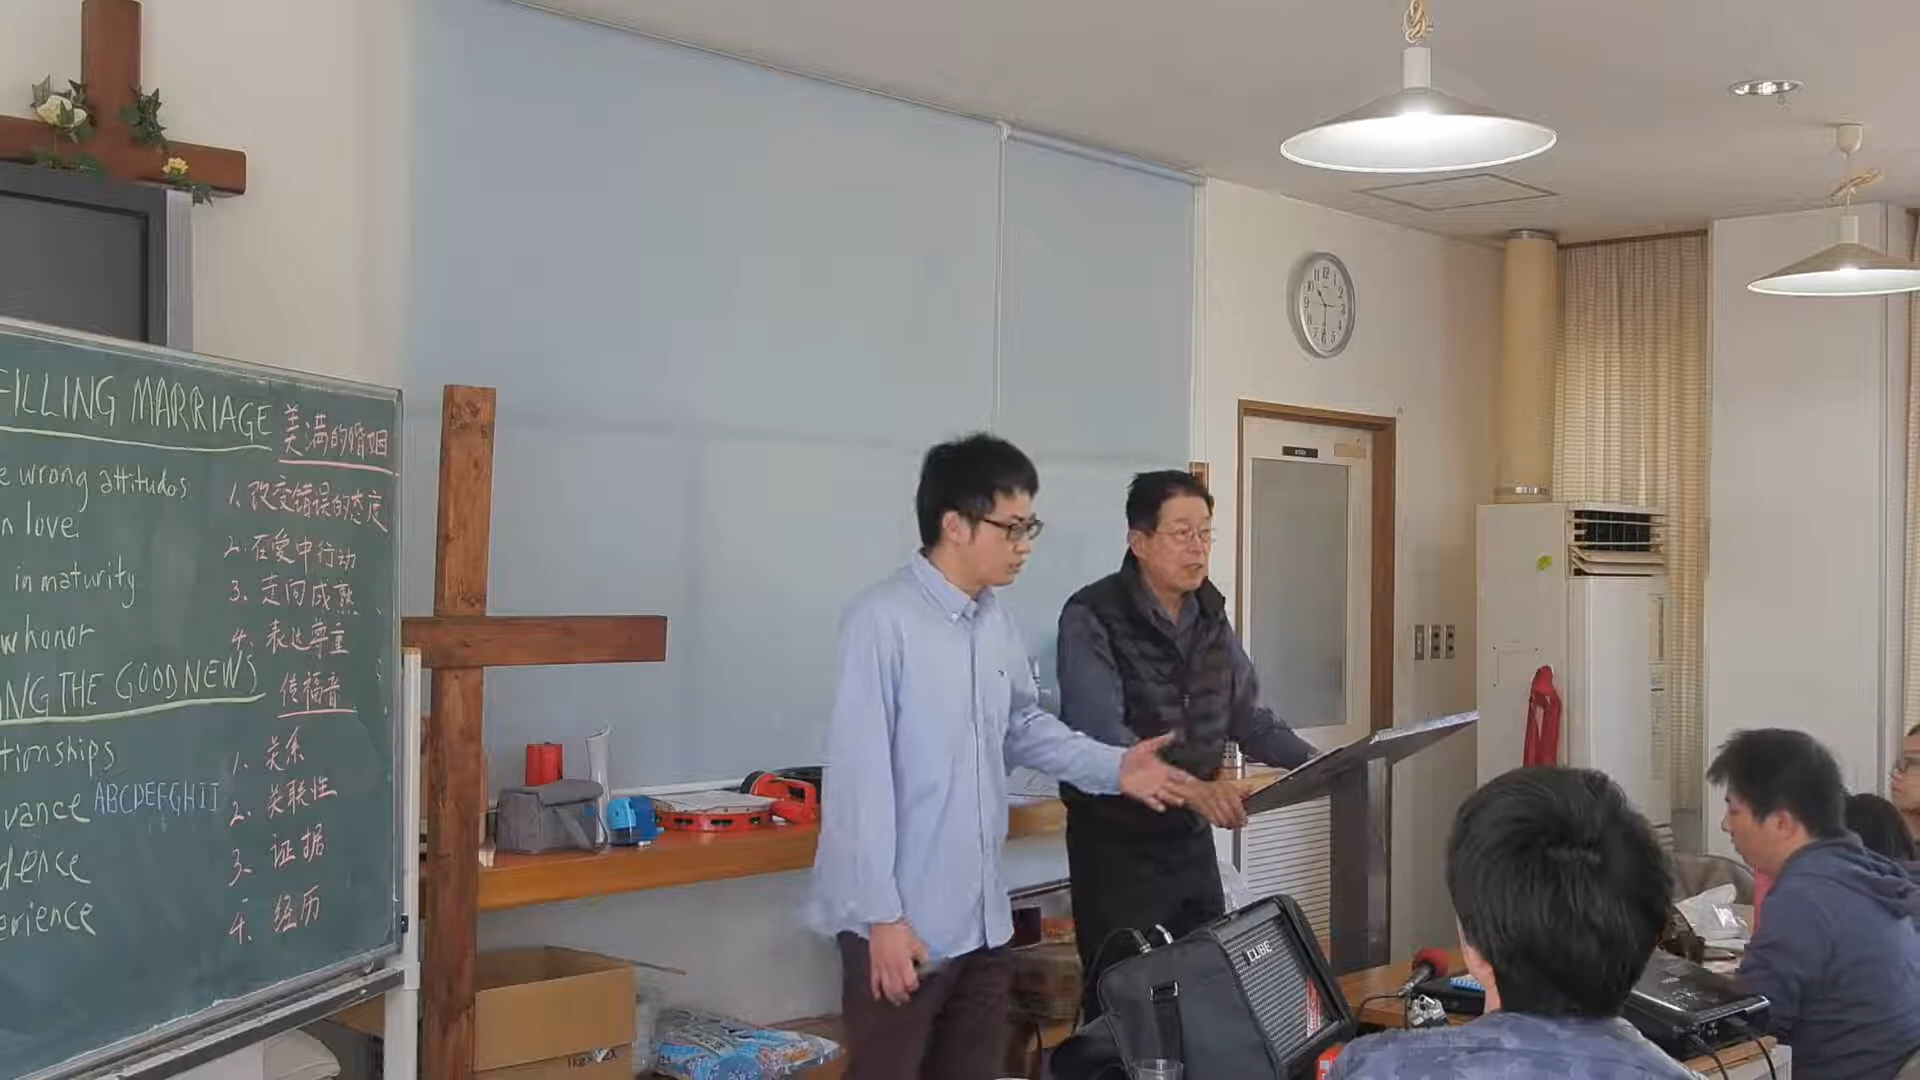 FILLING MARRIAGE 美满的婚姻
e wrong attitudos 1. 改变错误的态度
n love. 2. 在爱中行动
in maturity 3. 走向成熟
w honor 4. 表达尊重
NG THE GOOD NEWS 传福音
tionships 1. 关系
vance ABCDEFGHIJ 2. 关联性
dence 3. 证据
erience 4. 经历
CUBE